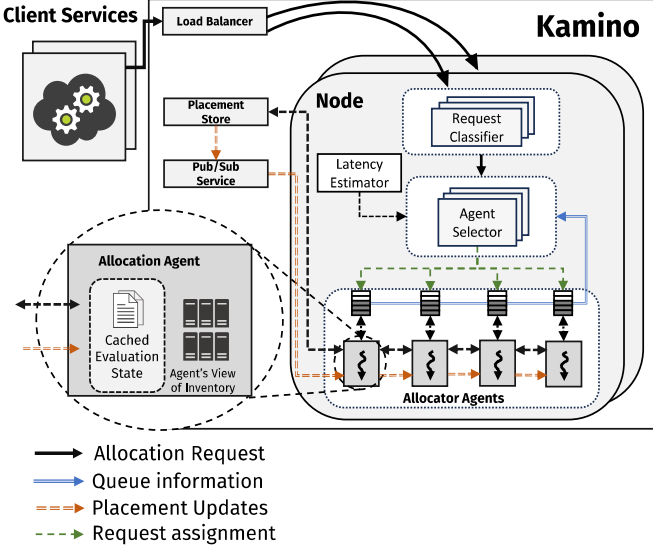 Client Services
Load Balancer
Kamino
Node
Placement
Store
Request
Classifier
Pub/Sub
Service
Latency
Estimator
Agent
Selector
Allocation Agent
Cached
Evaluation
State
Agent's View
of Inventory
Allocator Agents
Allocation Request
Queue information
Placement Updates
Request assignment